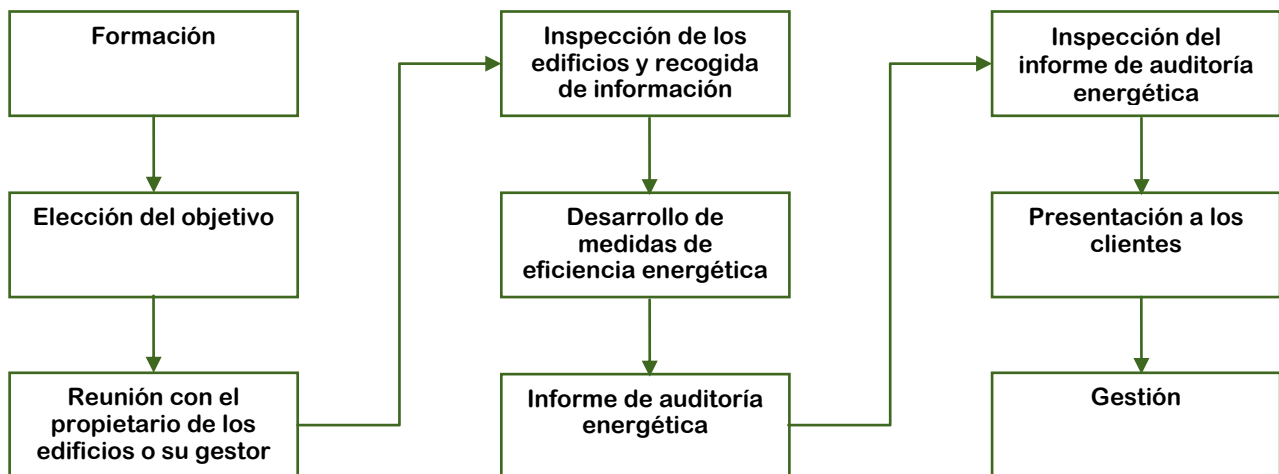 Formación
Elección del objetivo
Reunión con el
propietario de los
edificios o su gestor
Inspección de los
edificios y recogida
de información
Desarrollo de
medidas de
eficiencia energética
Informe de auditoría
energética
Inspección del
informe de auditoría
energética
Presentación a los
clientes
Gestión